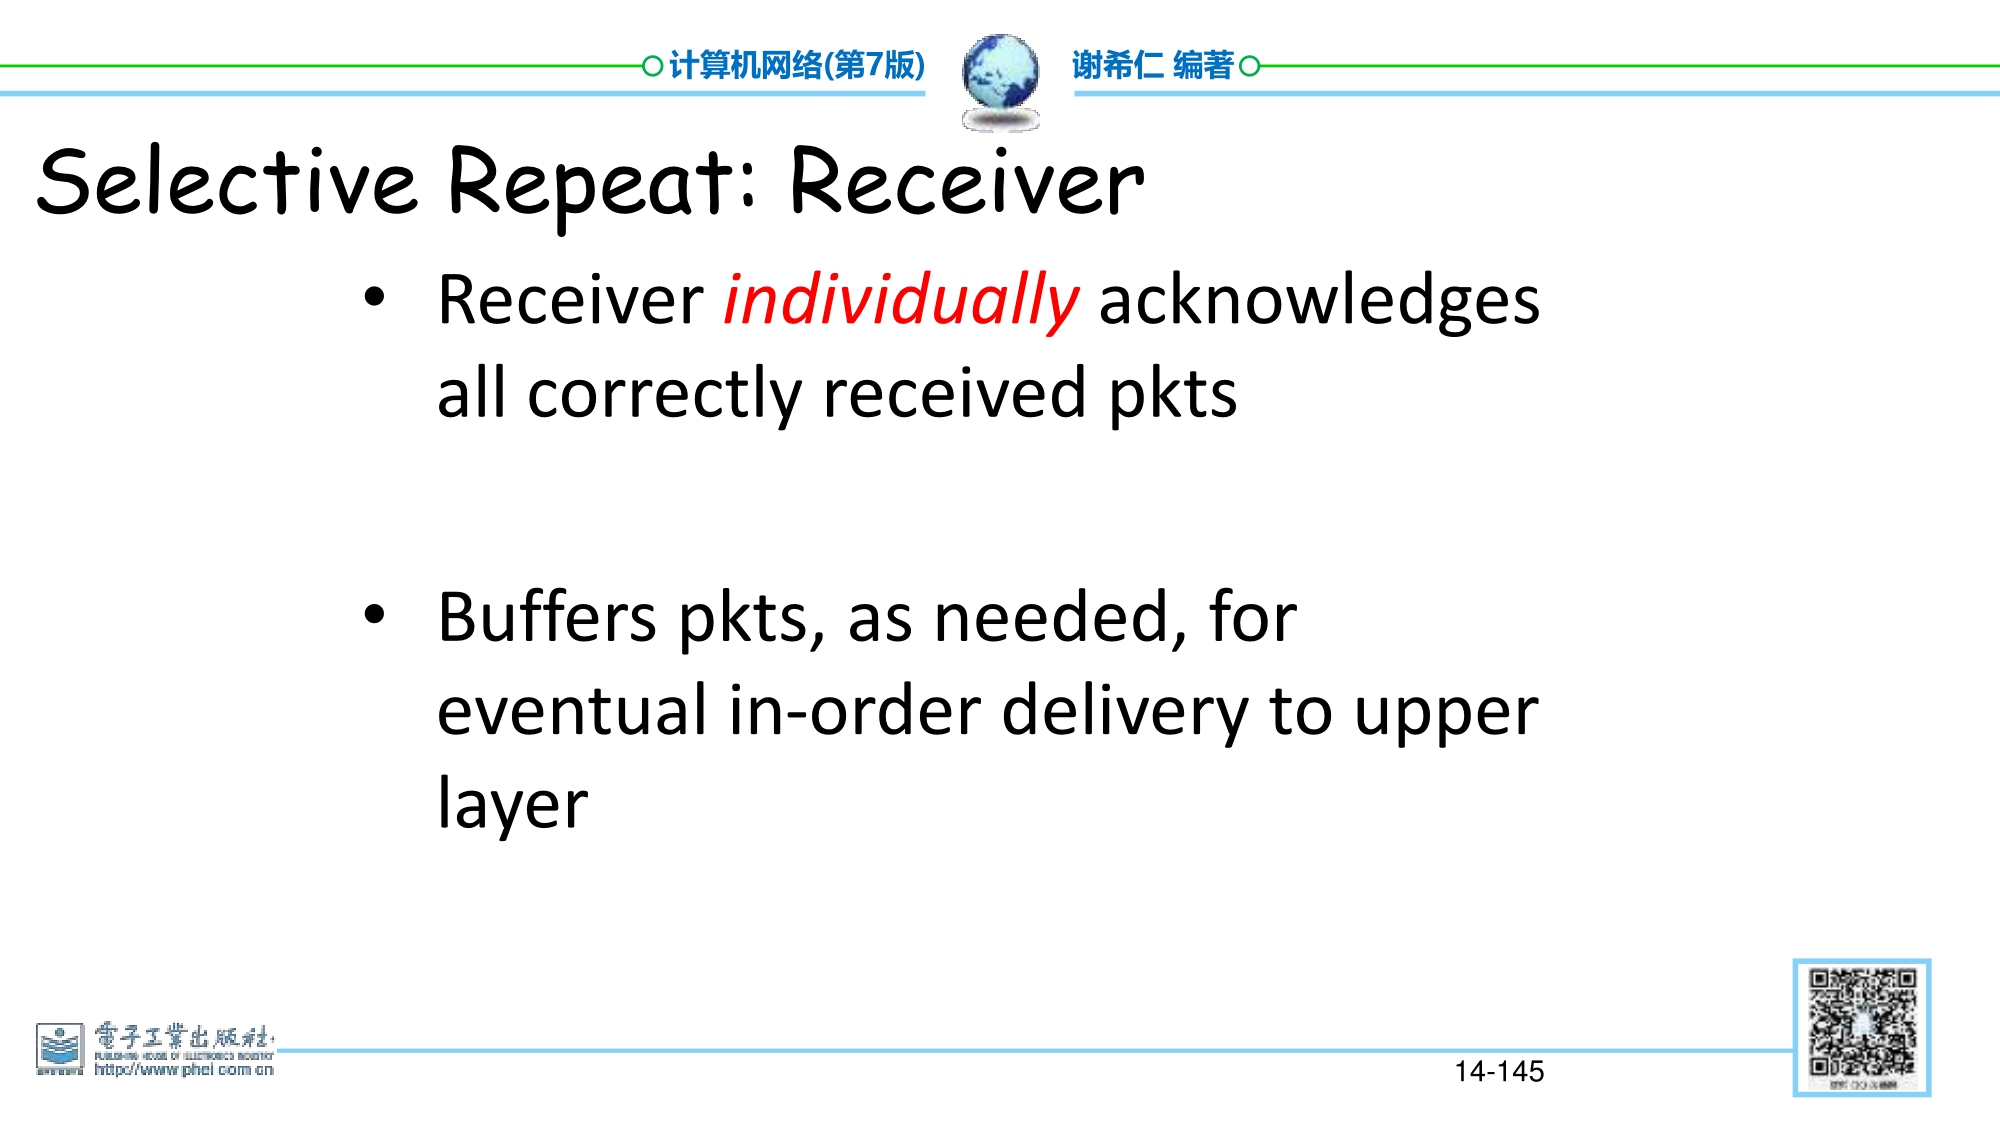 计算机网络(第7版)
谢希仁 编著
Selective Repeat: Receiver
• Receiver individually acknowledges
all correctly received pkts
• Buffers pkts, as needed, for
eventual in-order delivery to upper
layer
電子工業出版社
PUBLISHING HOUSE OF ELECTRONICS INDUSTRY
http://www.phei.com.cn
14-145